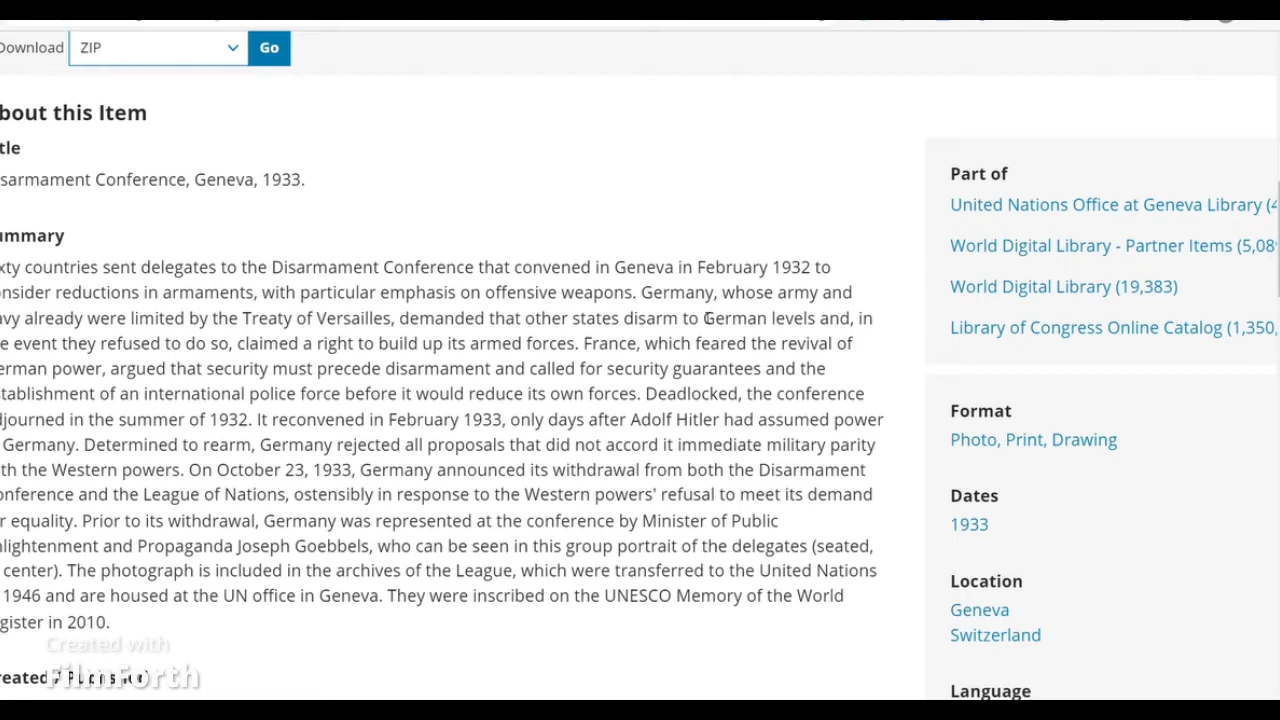 Download ZIP Go
bout this Item
tle
sarmament Conference, Geneva, 1933.
ummary
xty countries sent delegates to the Disarmament Conference that convened in Geneva in February 1932 to
nsider reductions in armaments, with particular emphasis on offensive weapons. Germany, whose army and
avy already were limited by the Treaty of Versailles, demanded that other states disarm to German levels and, in
e event they refused to do so, claimed a right to build up its armed forces. France, which feared the revival of
erman power, argued that security must precede disarmament and called for security guarantees and the
tablishment of an international police force before it would reduce its own forces. Deadlocked, the conference
djourned in the summer of 1932. It reconvened in February 1933, only days after Adolf Hitler had assumed power
Germany. Determined to rearm, Germany rejected all proposals that did not accord it immediate military parity
th the Western powers. On October 23, 1933, Germany announced its withdrawal from both the Disarmament
onference and the League of Nations, ostensibly in response to the Western powers' refusal to meet its demand
r equality. Prior to its withdrawal, Germany was represented at the conference by Minister of Public
nlightenment and Propaganda Joseph Goebbels, who can be seen in this group portrait of the delegates (seated,
center). The photograph is included in the archives of the League, which were transferred to the United Nations
1946 and are housed at the UN office in Geneva. They were inscribed on the UNESCO Memory of the World
gister in 2010.
Created with
FilmForth
Part of
United Nations Office at Geneva Library (4
World Digital Library - Partner Items (5,08
World Digital Library (19,383)
Library of Congress Online Catalog (1,350,
Format
Photo, Print, Drawing
Dates
1933
Location
Geneva
Switzerland
Language